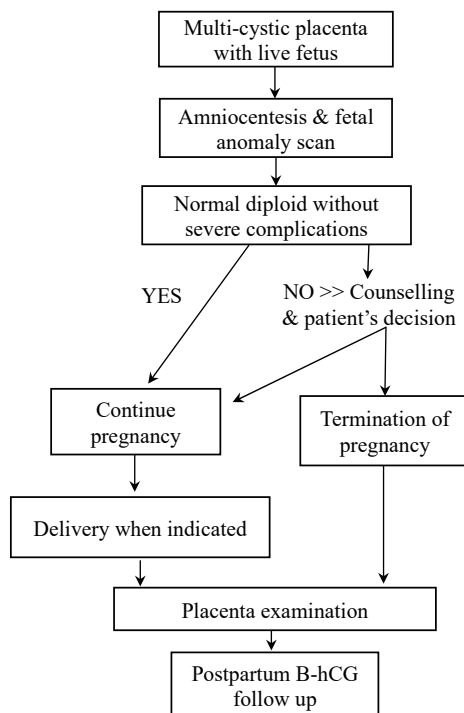 Multi-cystic placenta
with live fetus
Amniocentesis & fetal
anomaly scan
Normal diploid without
severe complications
YES
NO >> Counselling
& patient’s decision
Continue
pregnancy
Termination of
pregnancy
Delivery when indicated
Placenta examination
Postpartum B-hCG
follow up